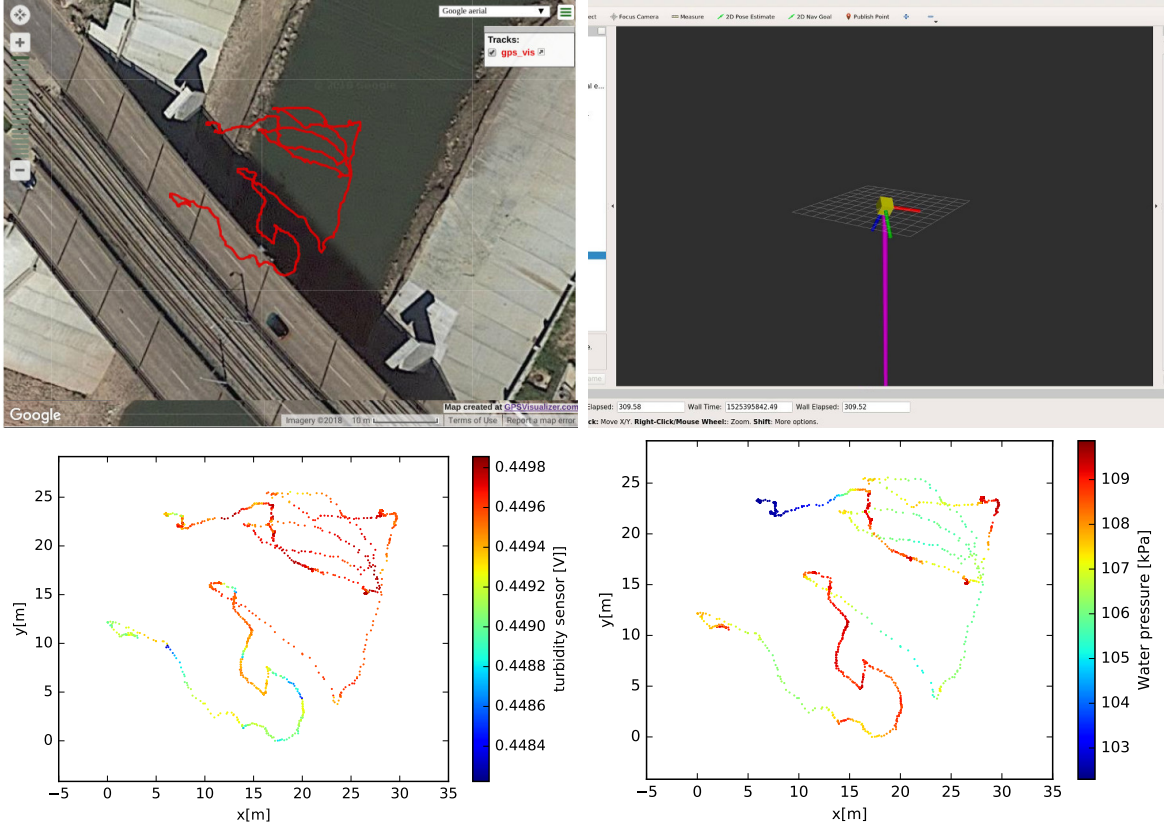 Google aerial ▼
Tracks:
gps_vis
Google
Map created at GPSVisualizer.com
Imagery ©2018
10 m
Terms of Use
Report a map error
ect
Focus Camera
Measure
2D Pose Estimate
2D Nav Goal
Publish Point
al e...
Elapsed: 309.58
Wall Time: 1525395842.49
Wall Elapsed: 309.52
ck: Move X/Y. Right-Click/Mouse Wheel:: Zoom. Shift: More options.
25
20
15
10
5
0
y[m]
−5 0 5 10 15 20 25 30 35
x[m]
0.4498
0.4496
0.4494
0.4492
0.4490
0.4488
0.4486
0.4484
turbidity sensor [V]
25
20
15
10
5
0
y[m]
−5 0 5 10 15 20 25 30 35
x[m]
109
108
107
106
105
104
103
Water pressure [kPa]